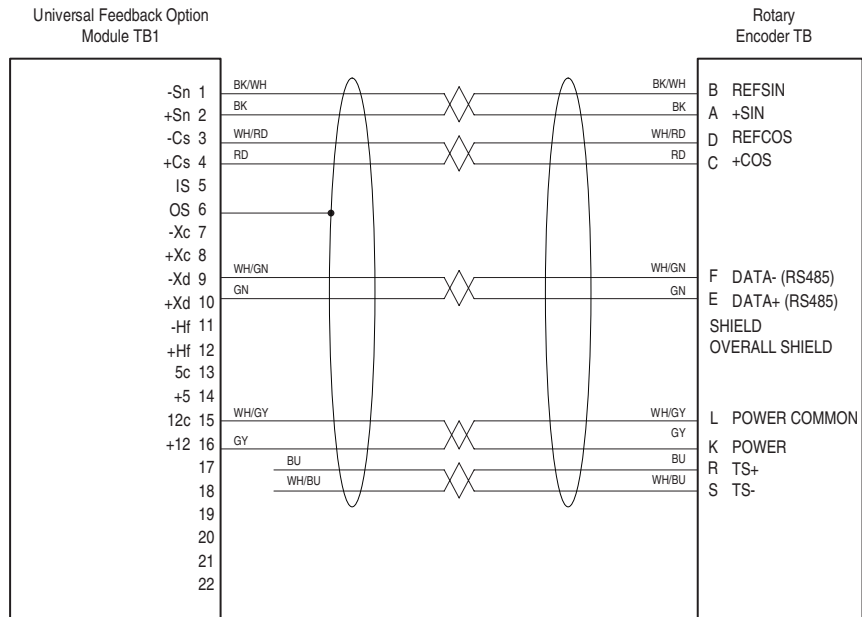 Universal Feedback Option
Module TB1
Rotary
Encoder TB
-Sn 1 BK/WH BK/WH B REFSIN
+Sn 2 BK BK A +SIN
-Cs 3 WH/RD WH/RD D REFCOS
+Cs 4 RD RD C +COS
IS 5
OS 6
-Xc 7
+Xc 8
-Xd 9 WH/GN WH/GN F DATA- (RS485)
+Xd 10 GN GN E DATA+ (RS485)
-Hf 11 SHIELD
+Hf 12 OVERALL SHIELD
5c 13
+5 14
12c 15 WH/GY WH/GY L POWER COMMON
+12 16 GY GY K POWER
17 BU BU R TS+
18 WH/BU WH/BU S TS-
19
20
21
22